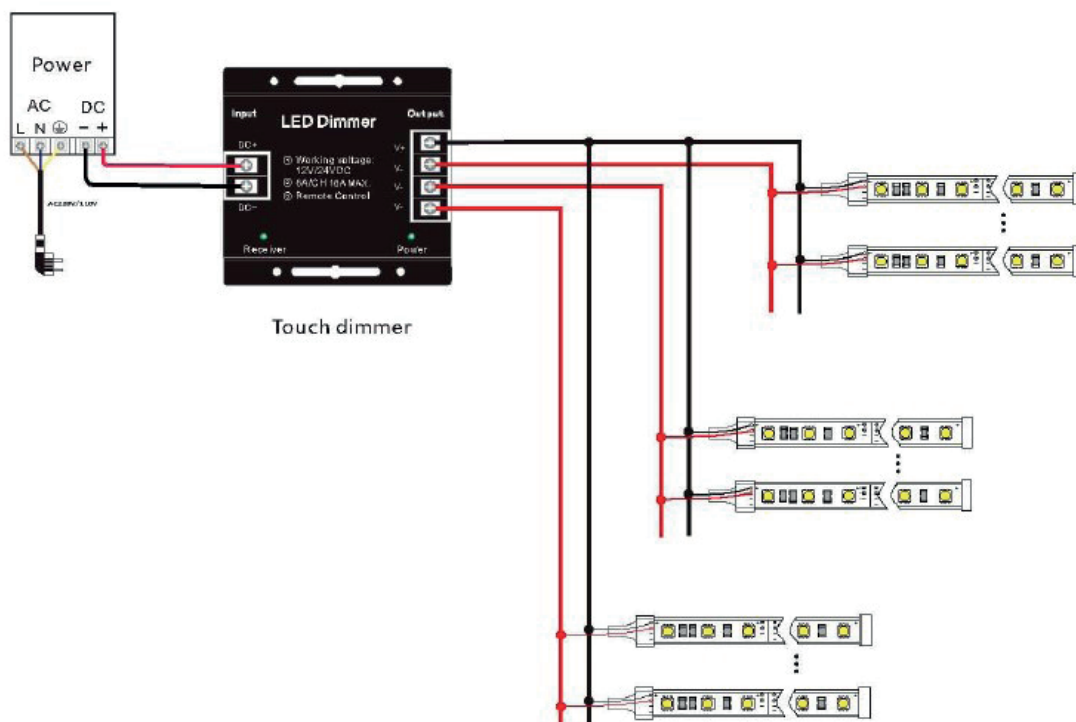 Power
AC DC
L N - +
Input
Output
LED Dimmer
DC+
V+
Working voltage:
12V/24VDC
V-
V-
Remote Control
DC-
V-
Receiver
Power
Touch dimmer